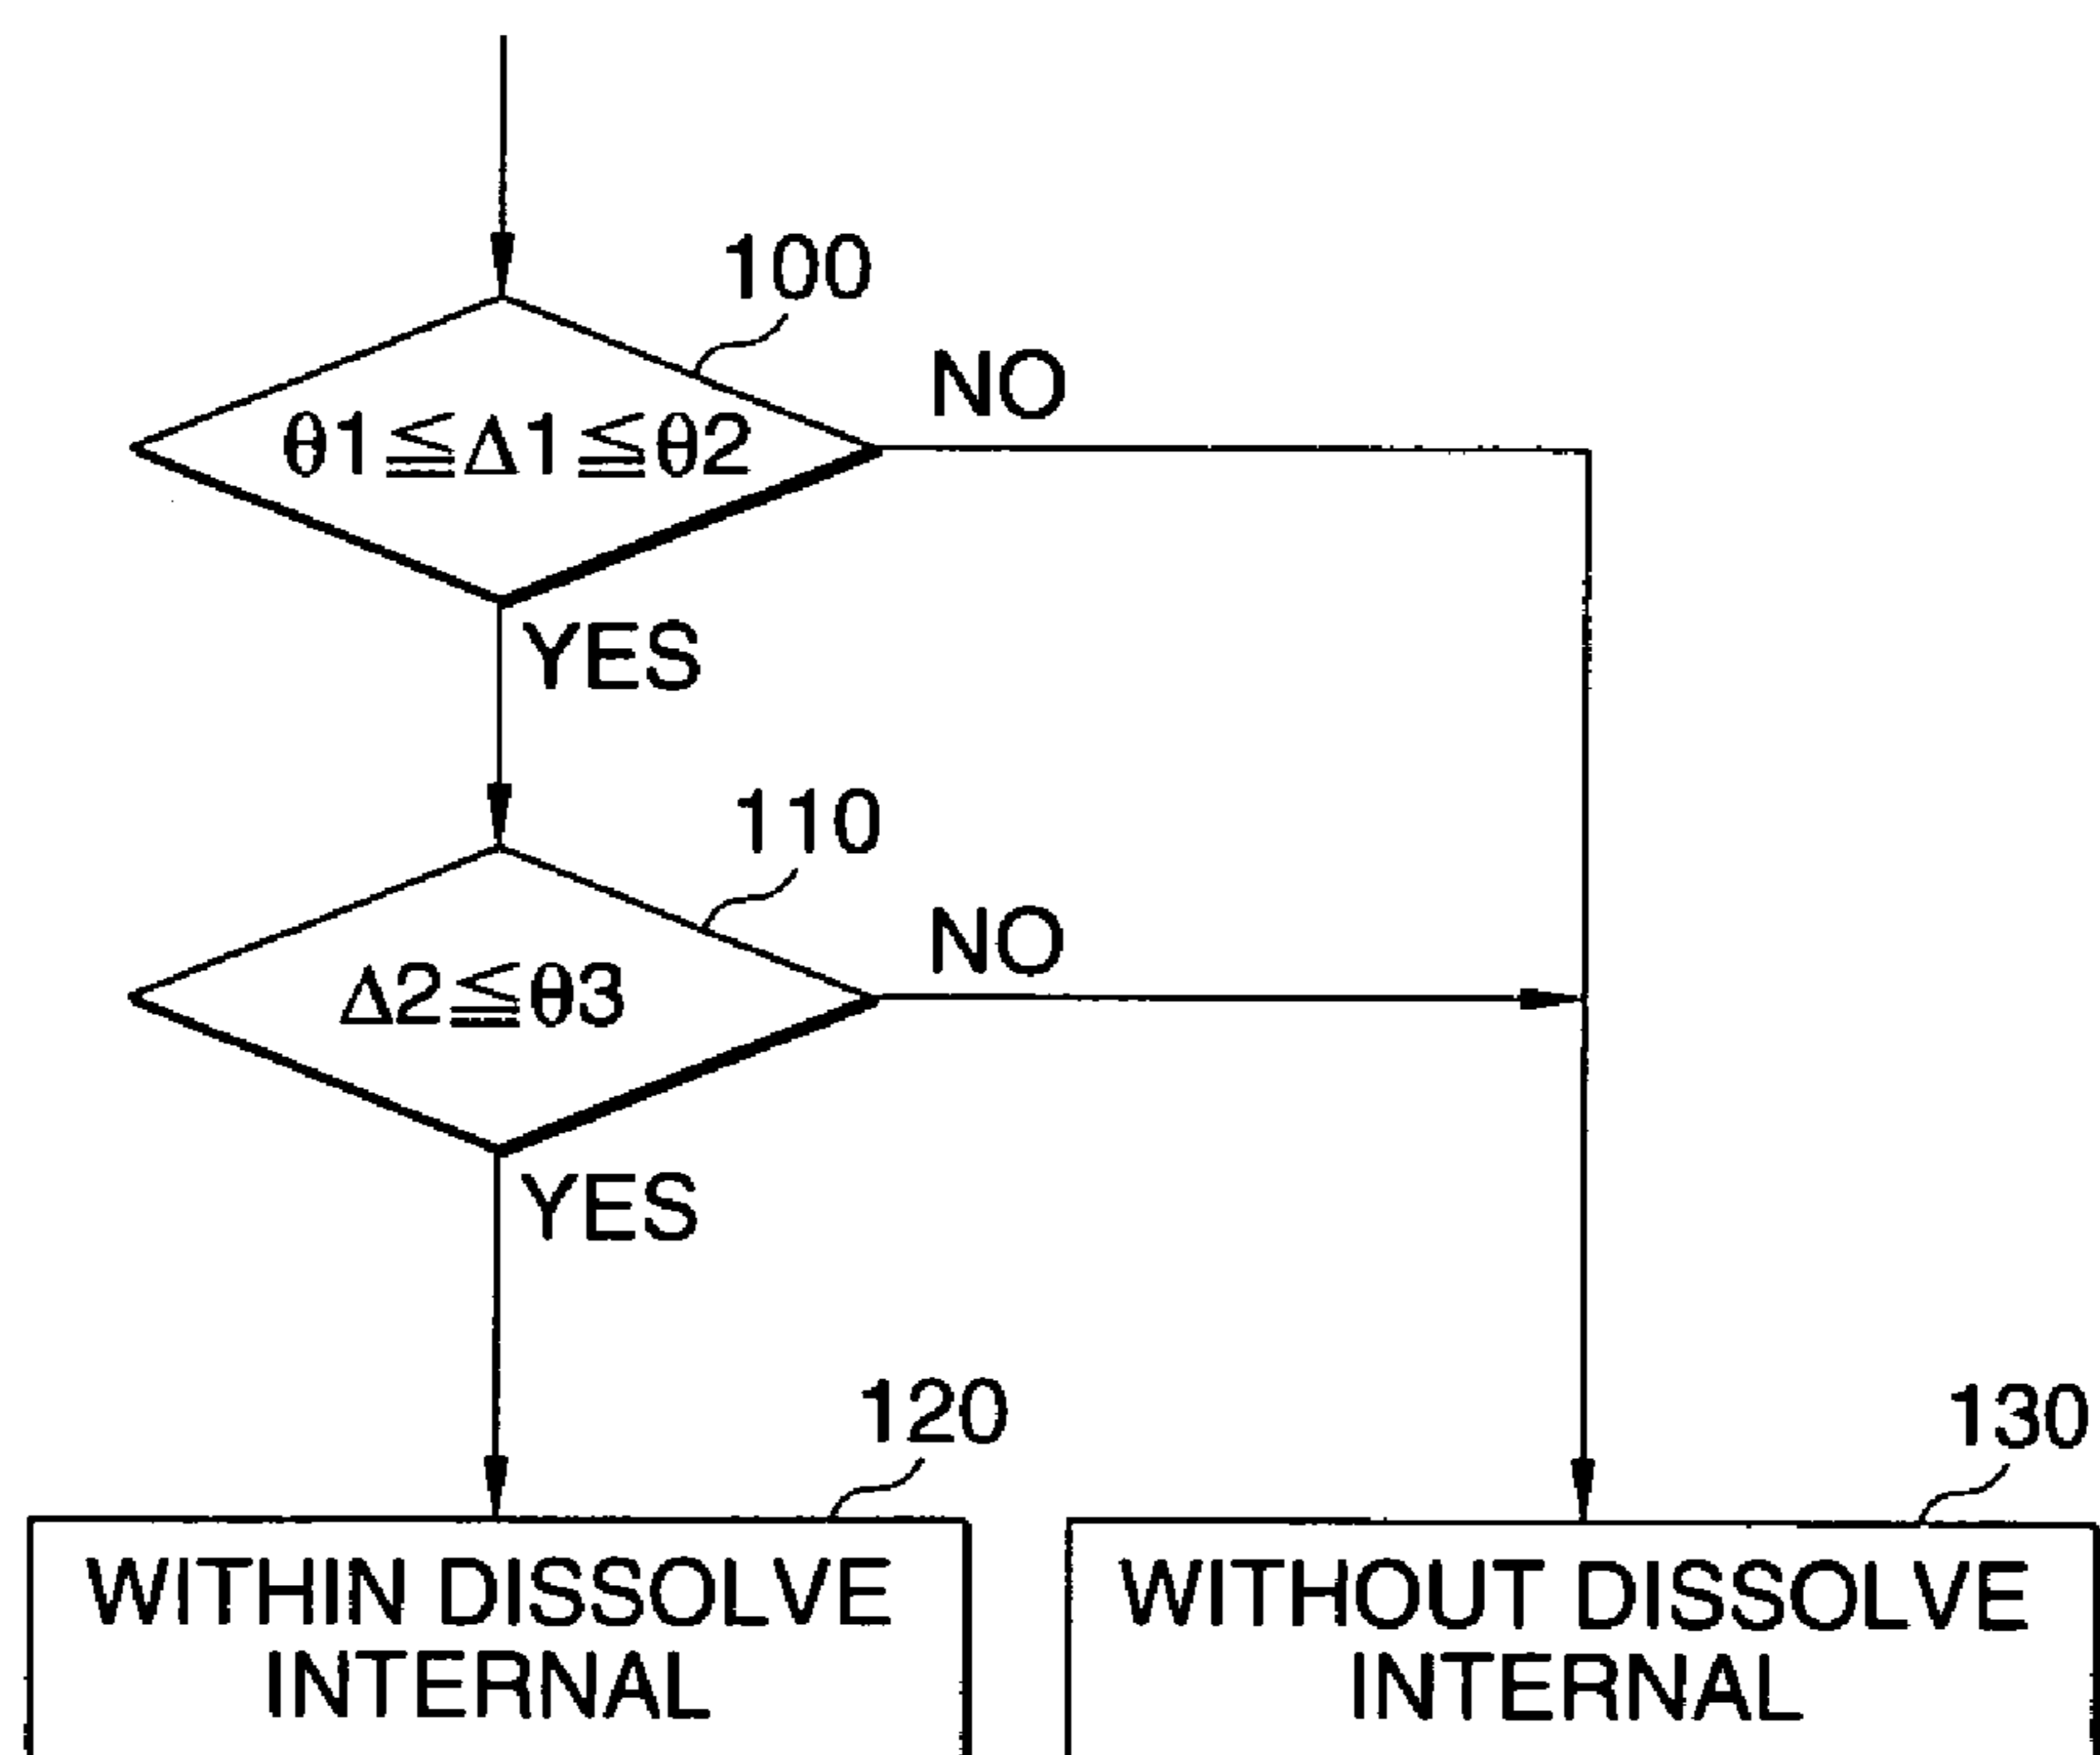 100
θ1≦Δ1≦θ2
NO
YES
110
Δ2≦θ3
NO
YES
120
130
WITHIN DISSOLVE
INTERNAL
WITHOUT DISSOLVE
INTERNAL